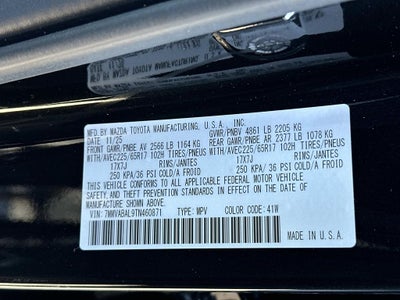 MFD. BY MAZDA TOYOTA MANUFACTURING, U.S.A., INC.
DATE: 11/25 GVWR/PNBV 4861 LB 2205 KG
FRONT GAWR/PNBE AV 2566 LB 1164 KG REAR GAWR/PNBE AR 2377 LB 1078 KG
WITH/AVEC225/65R17 102H TIRES/PNEUS WITH/AVEC225/65R17 102H TIRES/PNEUS
17X7J RIMS/JANTES 17X7J RIMS/JANTES
250 KPA/36 PSI COLD/A FROID 250 KPA/36 PSI COLD/A FROID
THIS VEHICLE CONFORMS TO ALL APPLICABLE FEDERAL MOTOR VEHICLE
SAFETY, AND THEFT PREVENTION STANDARDS IN EFFECT ON THE DATE OF
MANUFACTURE SHOWN ABOVE.
VIN: 7MMVABAL9TN460871 TYPE: MPV COLOR CODE: 41W
MADE IN U.S.A.